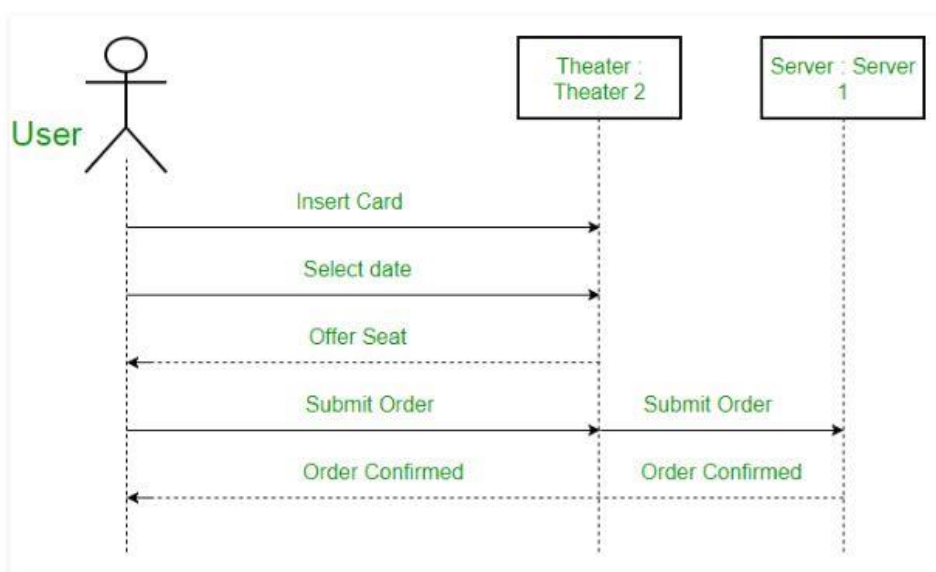 Theater :
Theater 2
Server : Server
1
User
Insert Card
Select date
Offer Seat
Submit Order
Submit Order
Order Confirmed
Order Confirmed